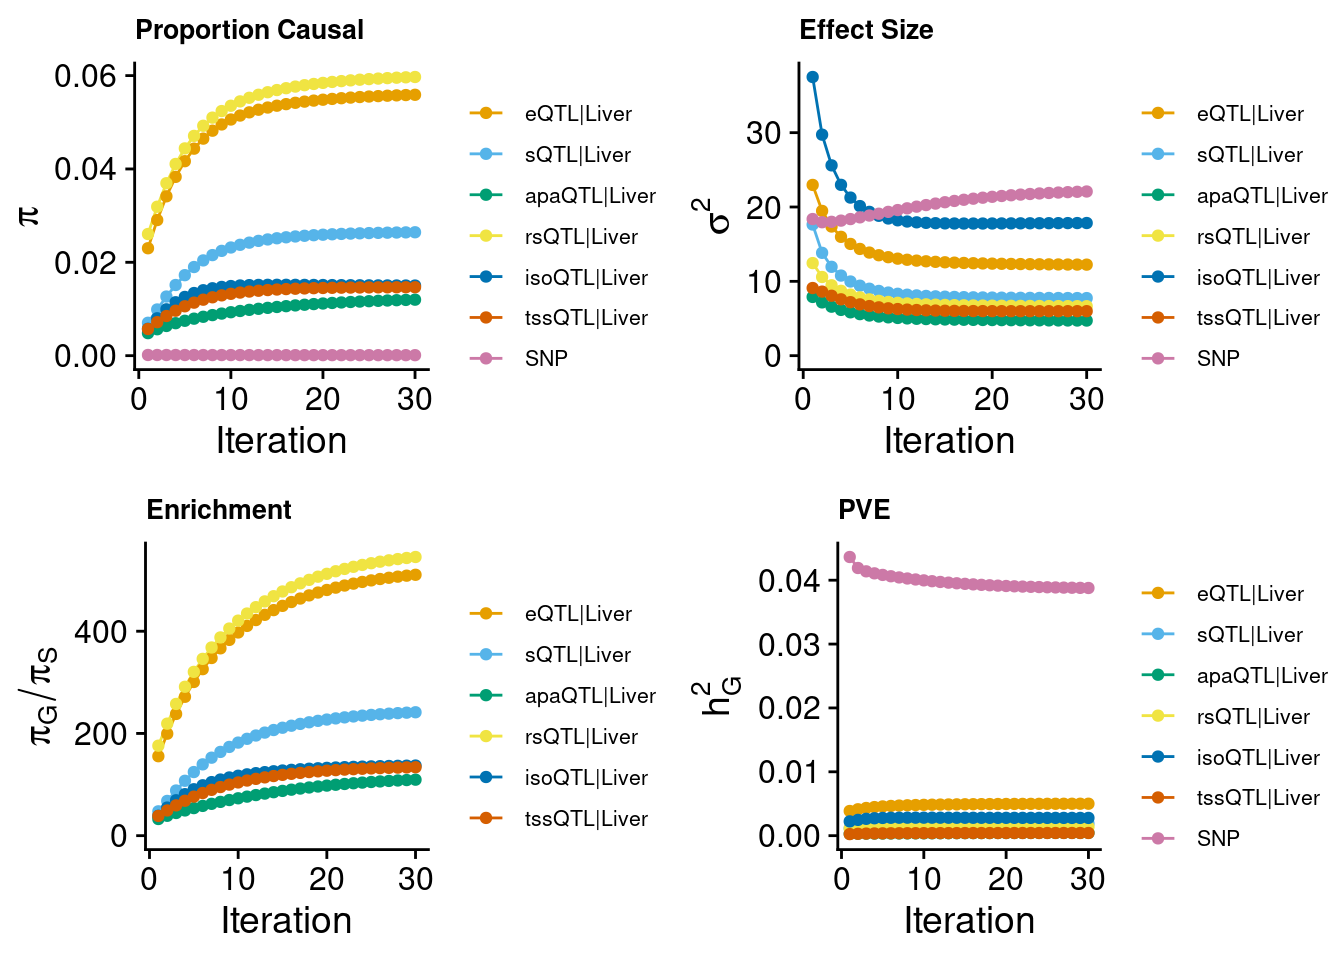 Proportion Causal
π
0.06
0.04
0.02
0.00
0 10 20 30
Iteration
eQTL|Liver
sQTL|Liver
apaQTL|Liver
rsQTL|Liver
isoQTL|Liver
tssQTL|Liver
SNP
Effect Size
σ²
30
20
10
0
0 10 20 30
Iteration
eQTL|Liver
sQTL|Liver
apaQTL|Liver
rsQTL|Liver
isoQTL|Liver
tssQTL|Liver
SNP
Enrichment
π_G/π_S
400
200
0
0 10 20 30
Iteration
eQTL|Liver
sQTL|Liver
apaQTL|Liver
rsQTL|Liver
isoQTL|Liver
tssQTL|Liver
PVE
h²_G
0.04
0.03
0.02
0.01
0.00
0 10 20 30
Iteration
eQTL|Liver
sQTL|Liver
apaQTL|Liver
rsQTL|Liver
isoQTL|Liver
tssQTL|Liver
SNP